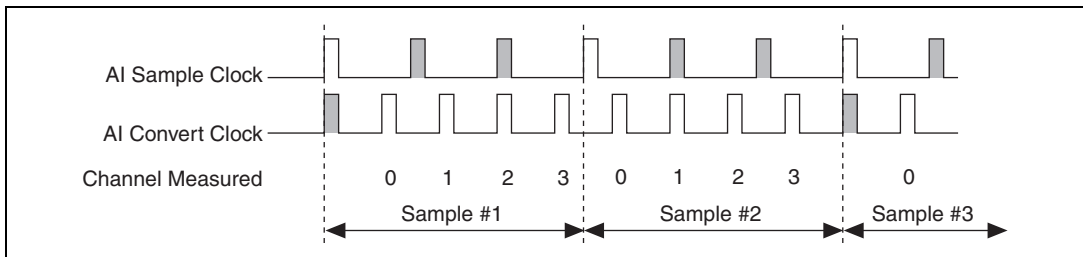 AI Sample Clock
AI Convert Clock
Channel Measured 0 1 2 3 0 1 2 3 0
Sample #1 Sample #2 Sample #3